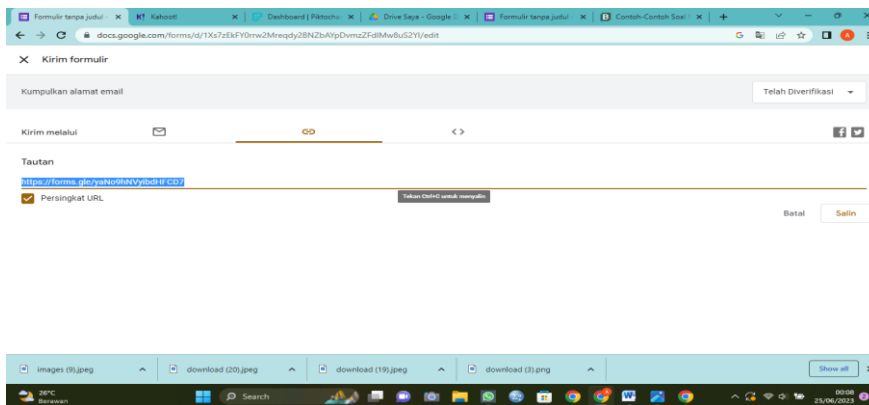 Formulir tanpa judul -
K! Kahoot!
Dashboard | Piktochar
Drive Saya - Google D
Formulir tanpa judul -
Contoh-Contoh Soal
docs.google.com/forms/d/
/edit
Kirim formulir
Kumpulkan alamat email
Telah Diverifikasi
Kirim melalui
Tautan
https://forms.gle/yaNo9hNVyibdHFCD7
Tekan Ctrl+C untuk menyalin
Persingkat URL
Batal
Salin
images (9).jpeg
download (20).jpeg
download (19).jpeg
download (3).png
Show all
26°C
Berawan
Search
00:08
25/06/2023